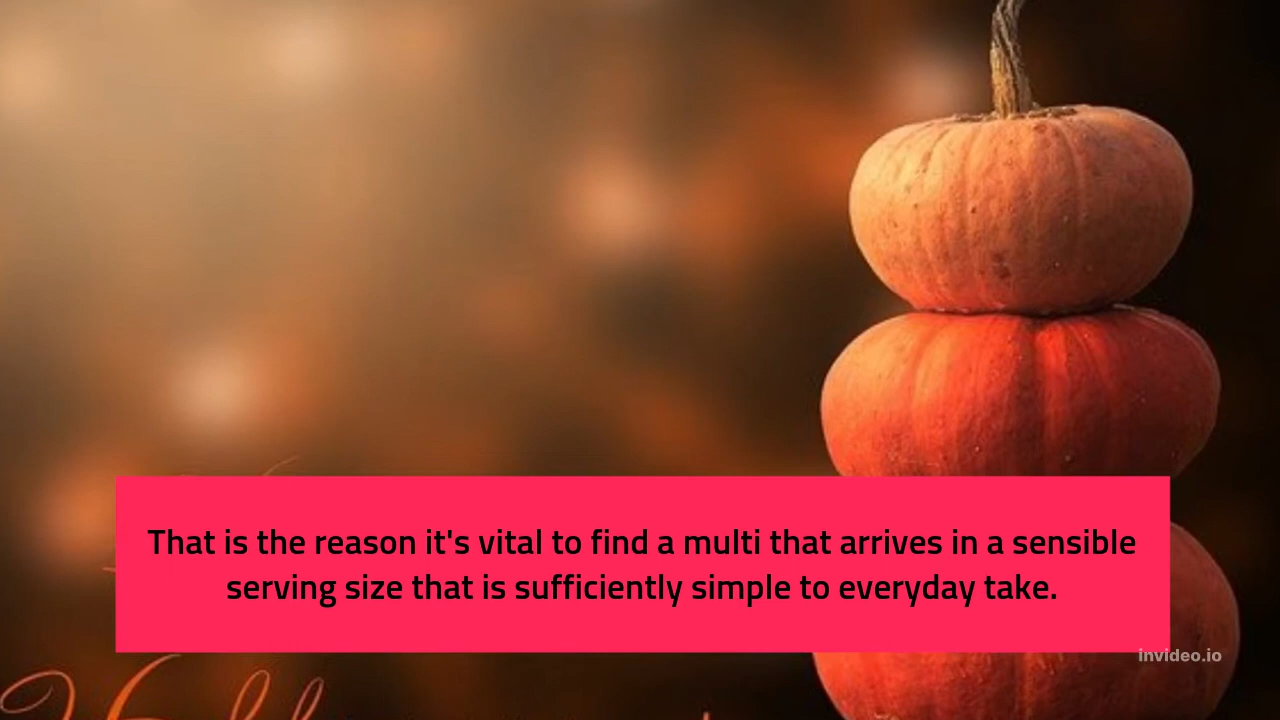 That is the reason it's vital to find a multi that arrives in a sensible
serving size that is sufficiently simple to everyday take.
invideo.io